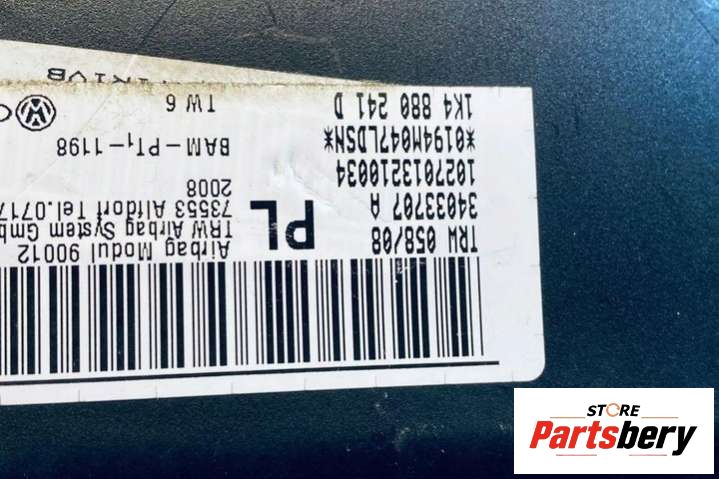 TRW 058/08
34033707 A
1027013210034
*0194M047LDSN*
1K4 880 241 D
PL
Airbag Modul 90012
TRW Airbag System Gmb
73553 Alfdorf Tel.0717
2008
BAM-PT1-1198
TW 6
STORE
Partsbery